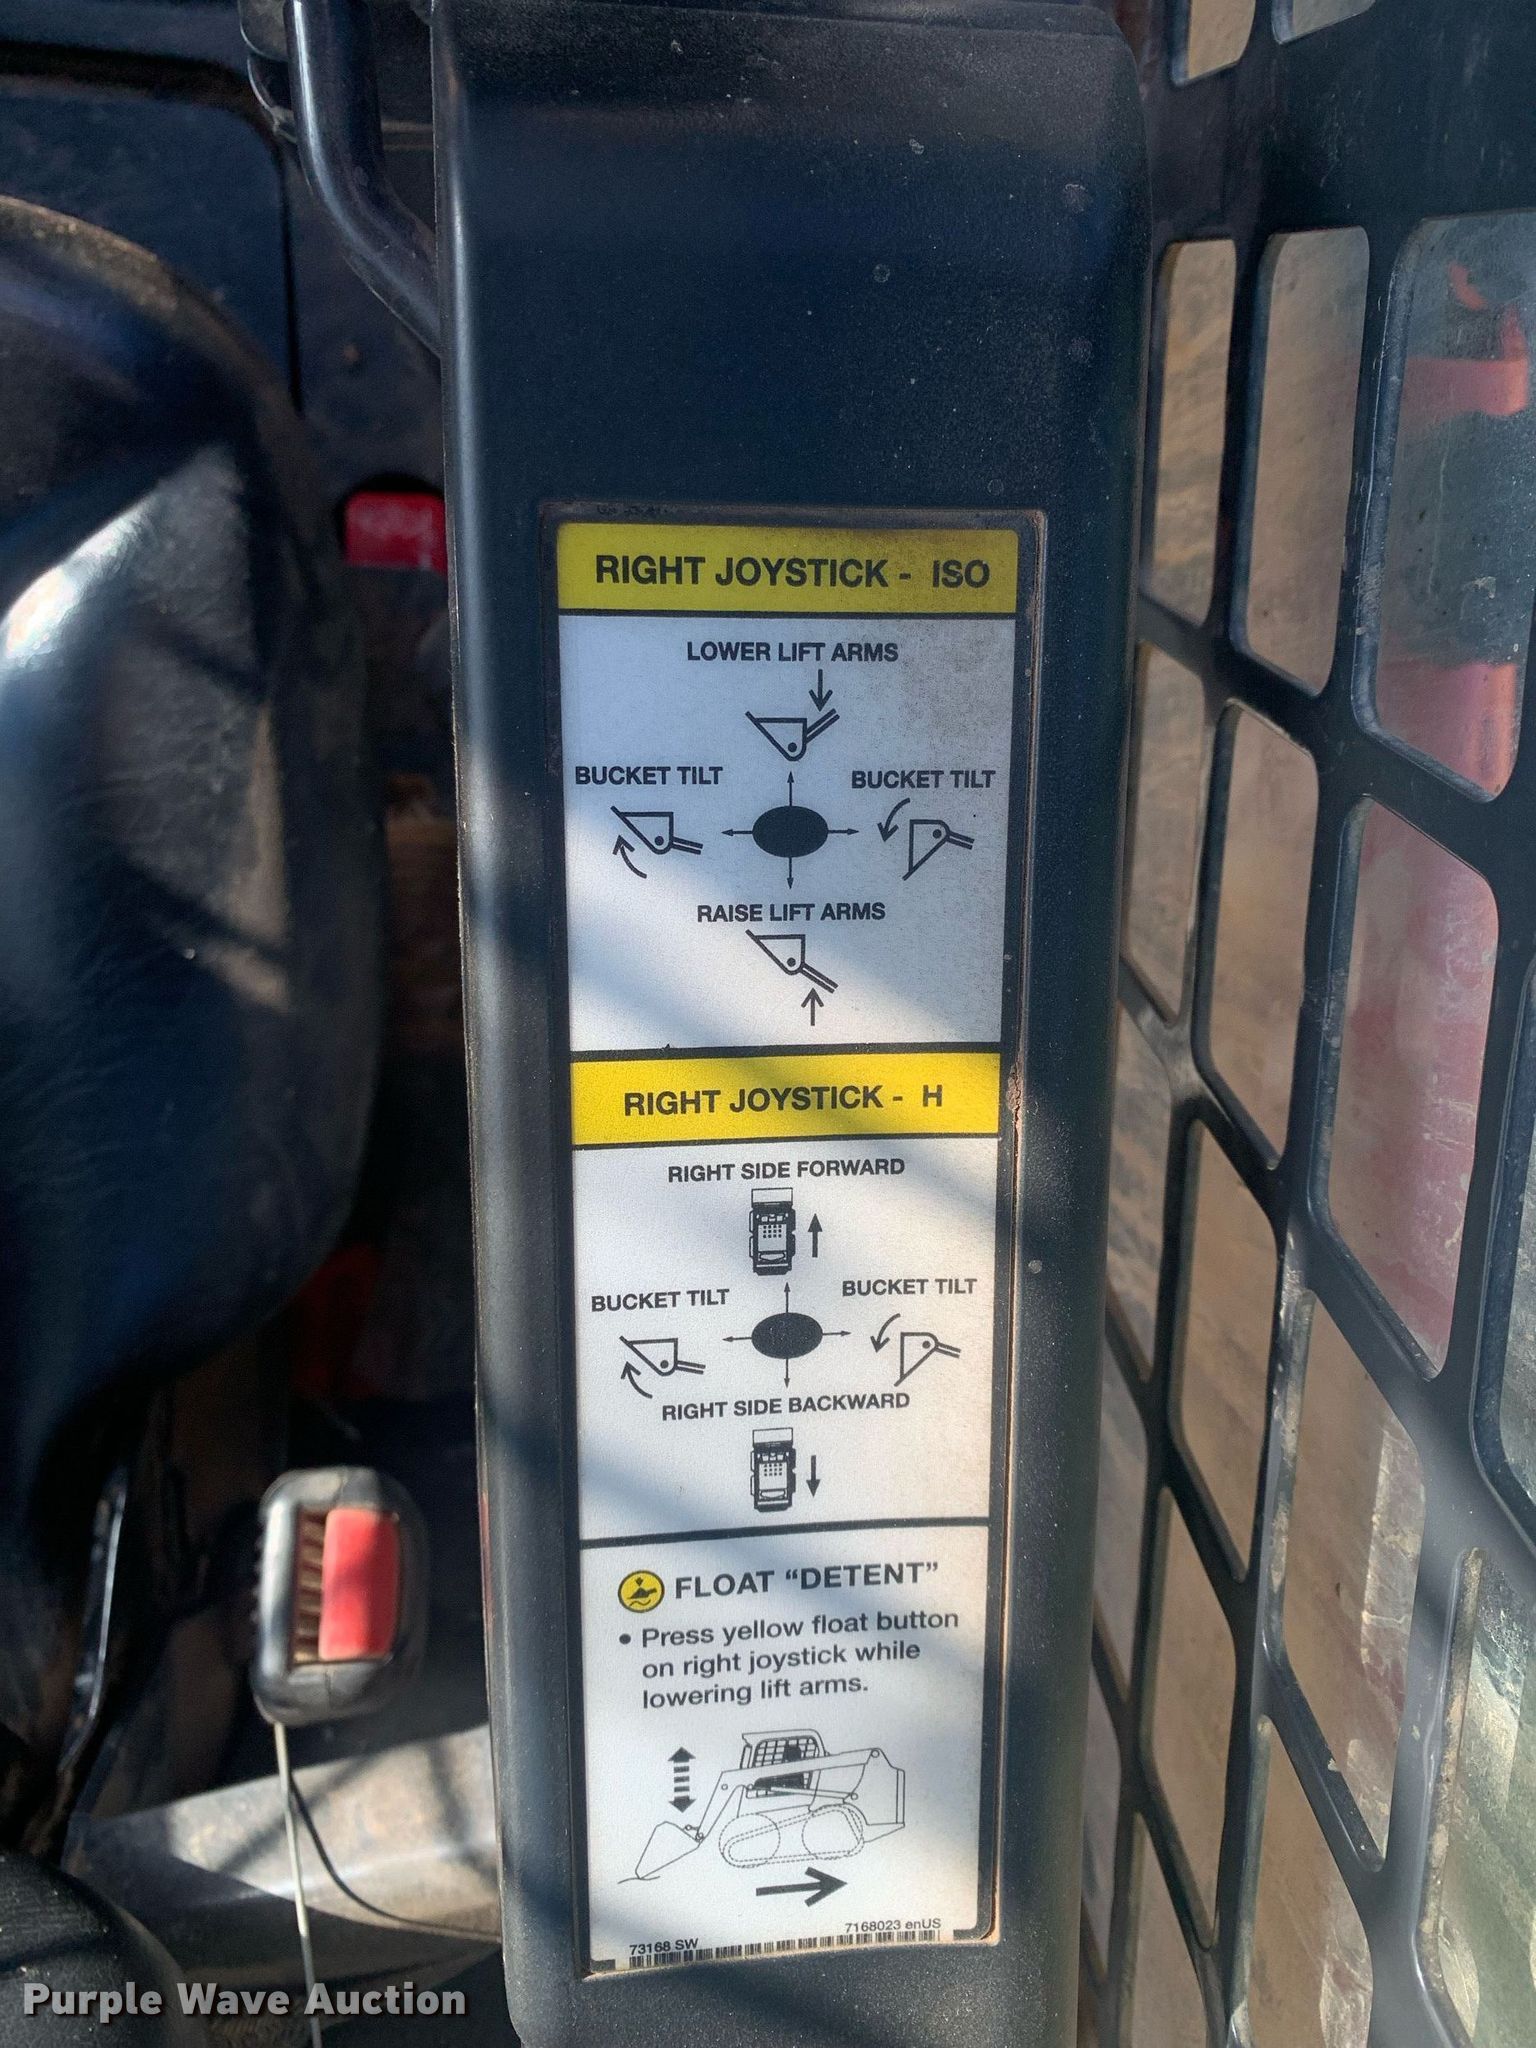 RIGHT JOYSTICK - ISO
LOWER LIFT ARMS
BUCKET TILT
BUCKET TILT
RAISE LIFT ARMS
RIGHT JOYSTICK - H
RIGHT SIDE FORWARD
BUCKET TILT
BUCKET TILT
RIGHT SIDE BACKWARD
FLOAT “DETENT”
• Press yellow float button
on right joystick while
lowering lift arms.
7168023 enUS
73168 SW
Purple Wave Auction